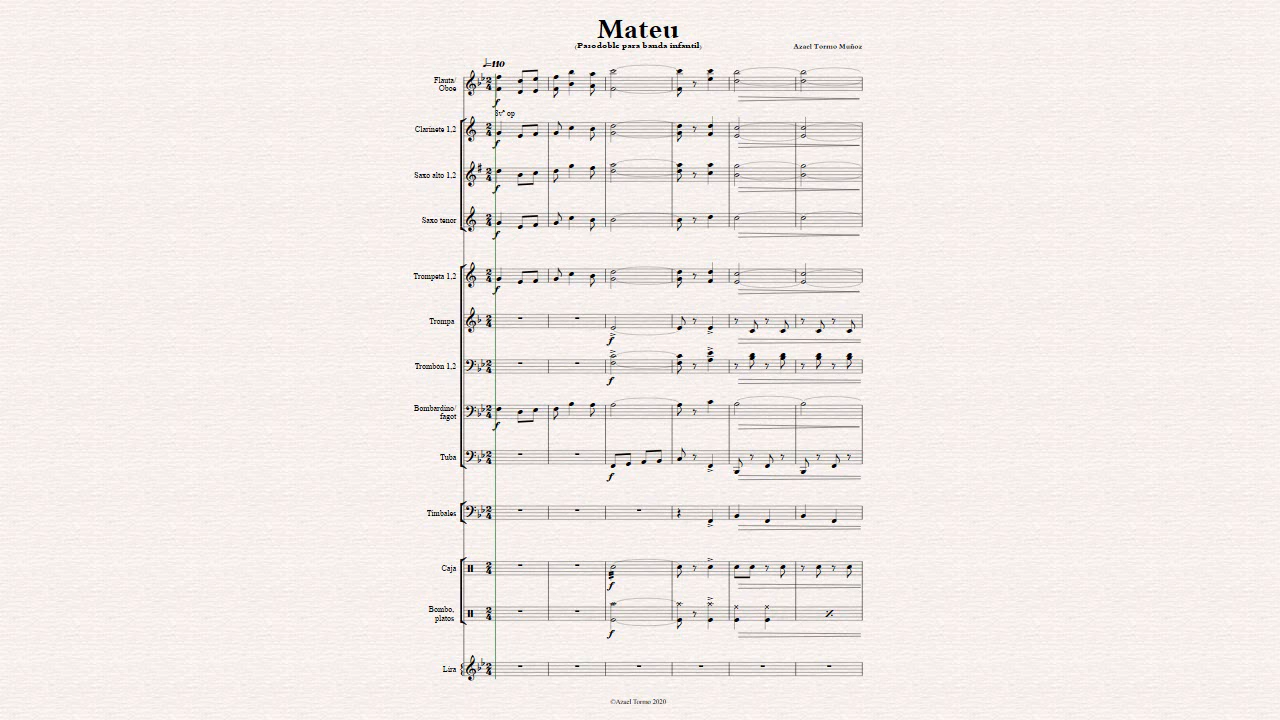 Mateu
(Pasodoble para banda infantil)
Azael Tormo Muñoz
♩=110
Flauta/
Oboe
f
8vª op
Clarinete 1,2
f
Saxo alto 1,2
f
Saxo tenor
f
Trompeta 1,2
f
Trompa
f
Trombón 1,2
f
Bombardino/
fagot
f
Tuba
f
Timbales
Caja
f
Bombo,
platos
f
Lira
©Azael Tormo 2020